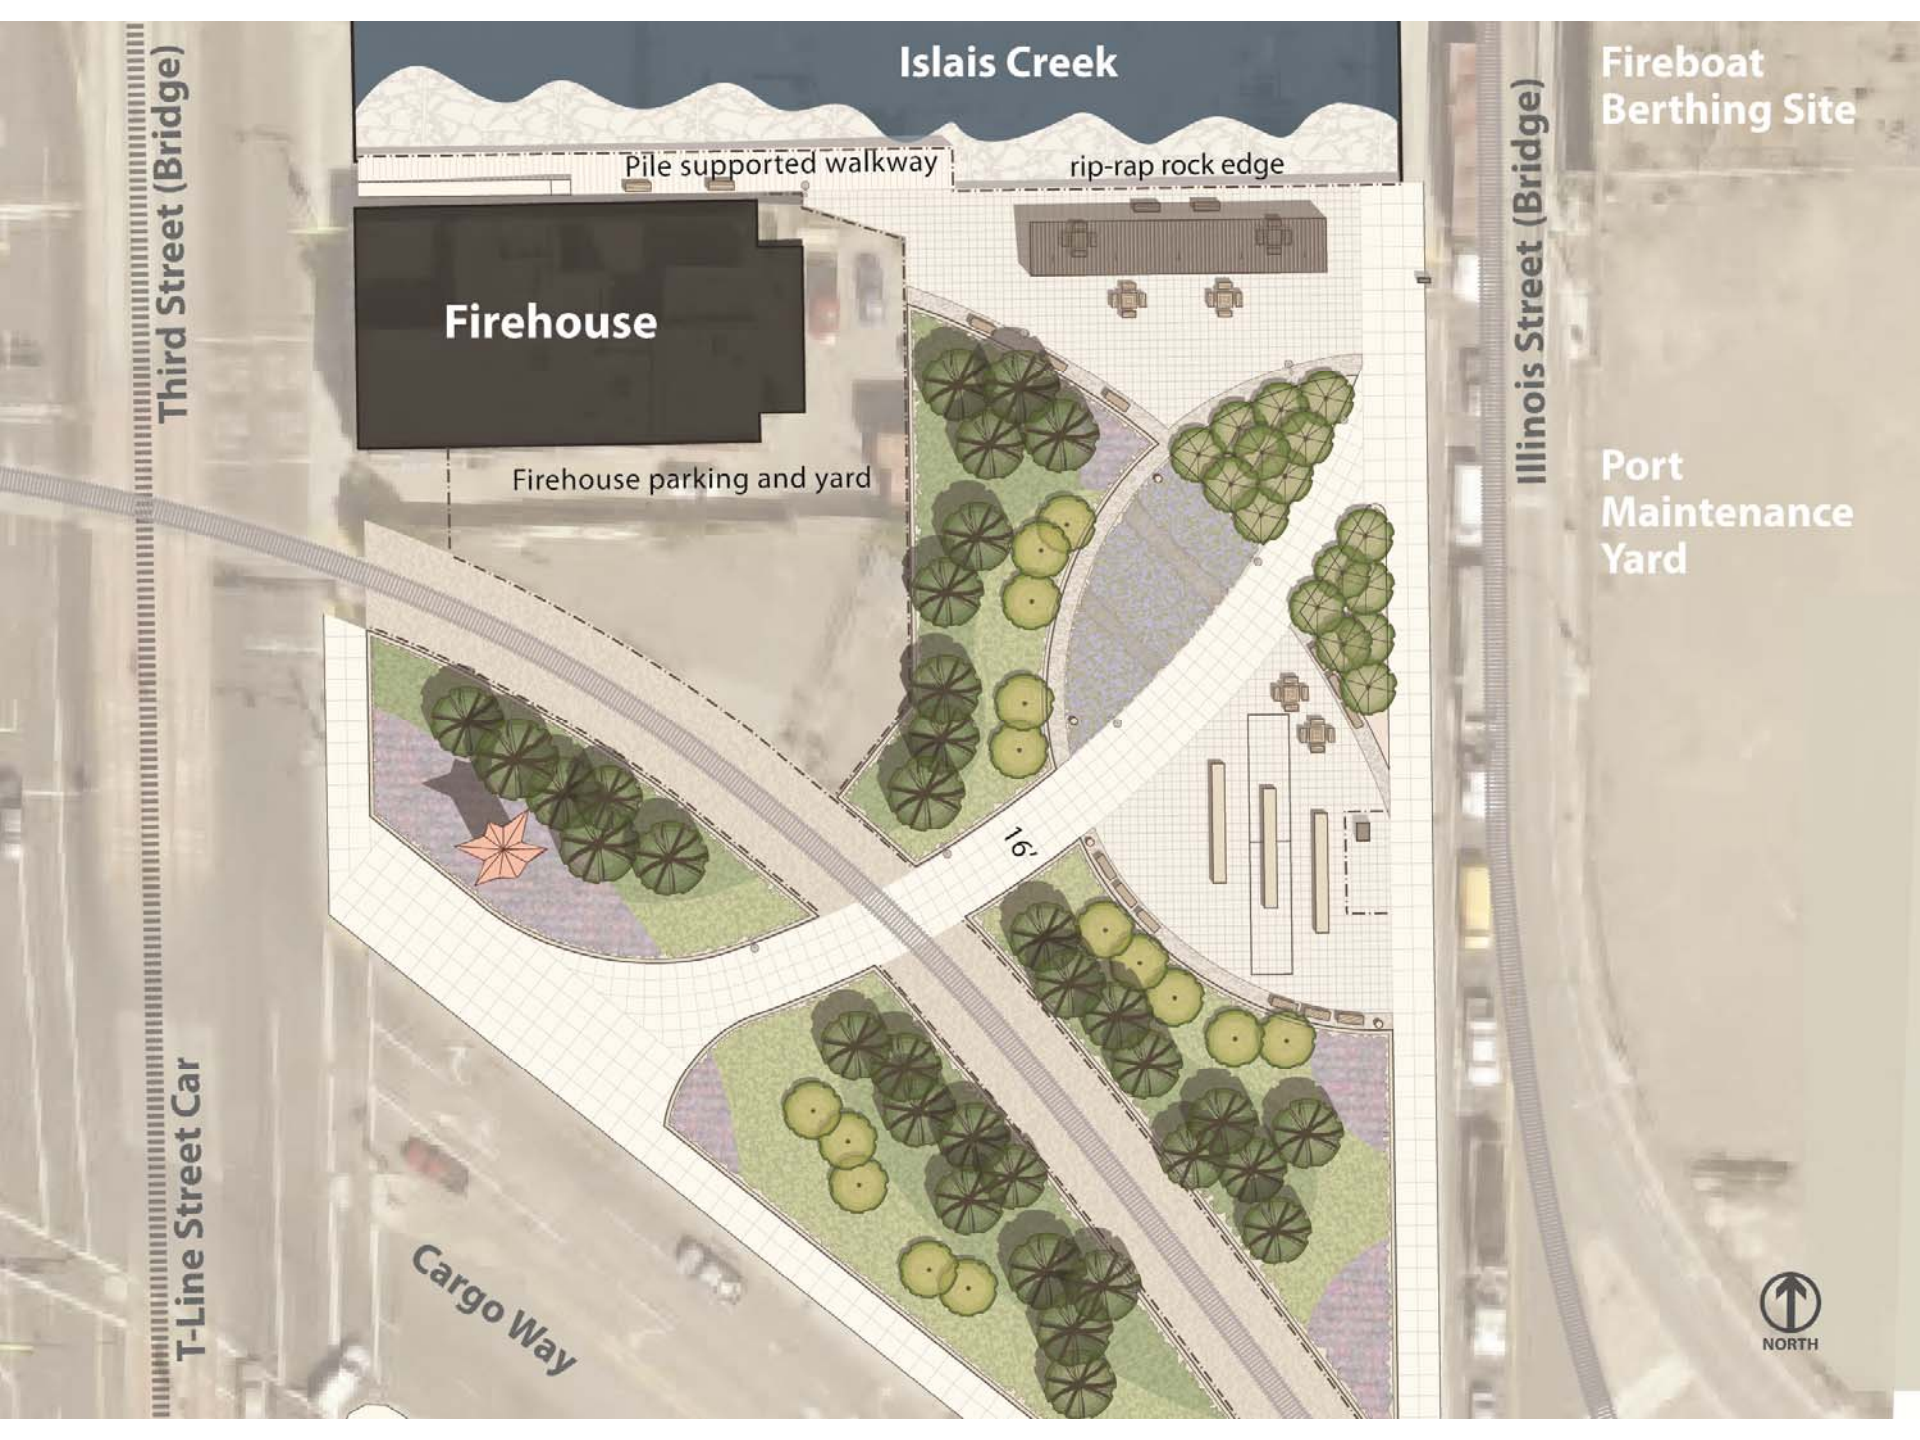 Islais Creek
Fireboat
Berthing Site
Third Street (Bridge)
Illinois Street (Bridge)
Pile supported walkway
rip-rap rock edge
Firehouse
Firehouse parking and yard
Port
Maintenance
Yard
16'
T-Line Street Car
Cargo Way
NORTH